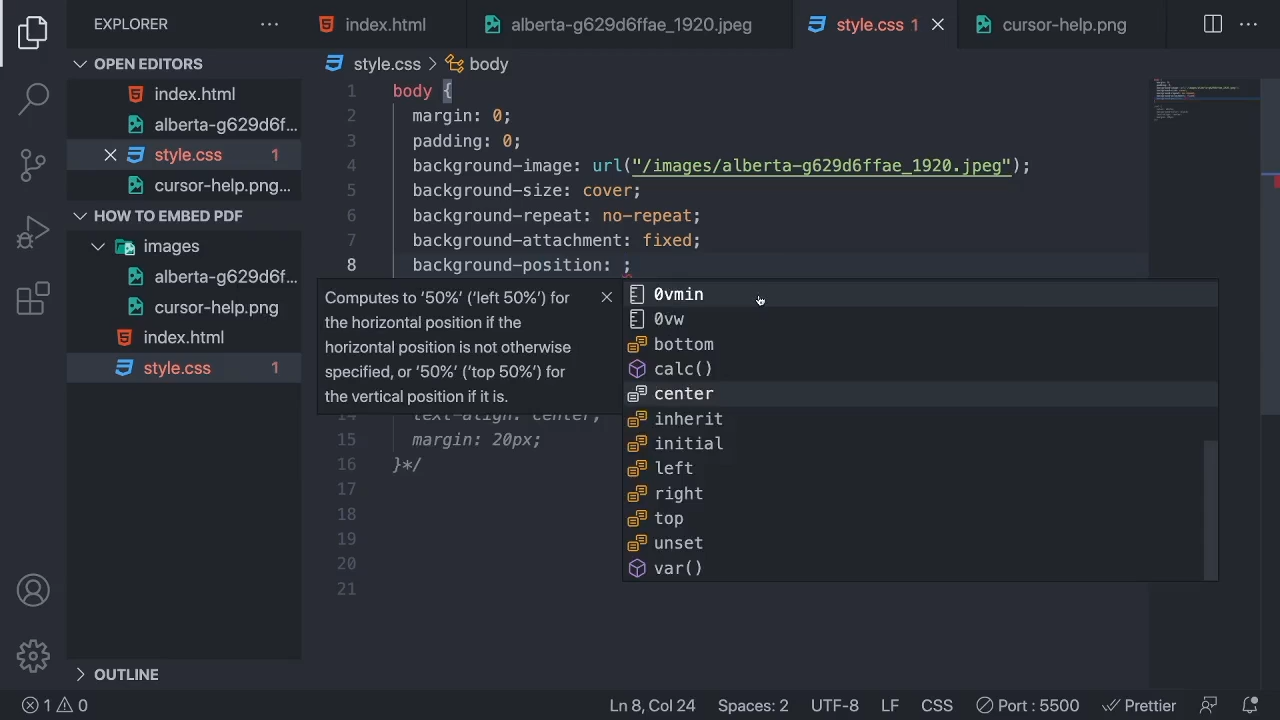 EXPLORER
index.html
alberta-g629d6ffae_1920.jpeg
style.css 1
cursor-help.png
OPEN EDITORS
index.html
alberta-g629d6f...
style.css 1
cursor-help.png...
HOW TO EMBED PDF
images
alberta-g629d6f...
cursor-help.png
index.html
style.css 1
OUTLINE
style.css > body
1 body {
2 margin: 0;
3 padding: 0;
4 background-image: url("/images/alberta-g629d6ffae_1920.jpeg");
5 background-size: cover;
6 background-repeat: no-repeat;
7 background-attachment: fixed;
8 background-position: ;
Computes to '50%' ('left 50%') for
the horizontal position if the
horizontal position is not otherwise
specified, or '50%' ('top 50%') for
the vertical position if it is.
0vmin
0vw
bottom
calc()
center
inherit
initial
left
right
top
unset
var()
14 text-align: center;
15 margin: 20px;
16 }*/
17
18
19
20
21
1 0
Ln 8, Col 24
Spaces: 2
UTF-8
LF
CSS
Port : 5500
Prettier